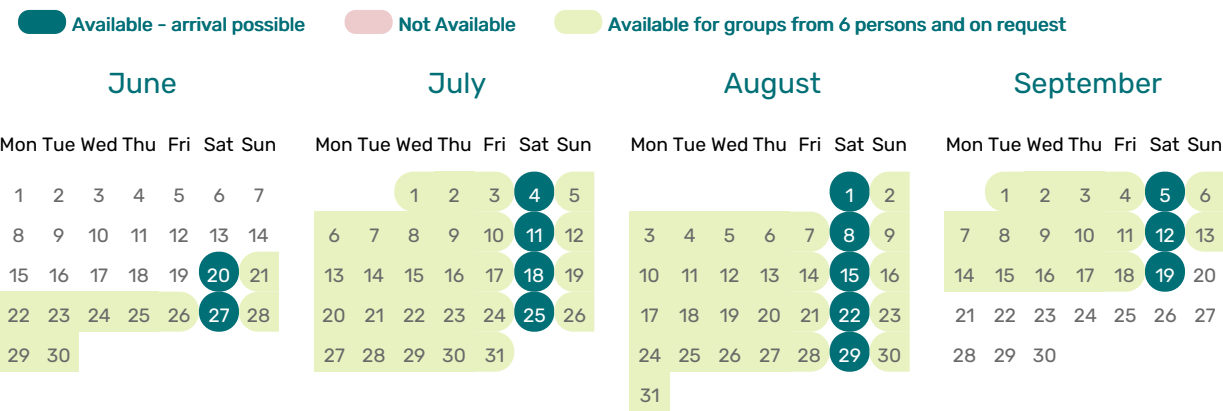 Available - arrival possible Not Available Available for groups from 6 persons and on request
June July August September
Mon Tue Wed Thu Fri Sat Sun Mon Tue Wed Thu Fri Sat Sun Mon Tue Wed Thu Fri Sat Sun Mon Tue Wed Thu Fri Sat Sun
1 2 3 4 5 6 7 1 2 3 4 5 1 2 1 2 3 4 5 6
8 9 10 11 12 13 14 6 7 8 9 10 11 12 3 4 5 6 7 8 9 7 8 9 10 11 12 13
15 16 17 18 19 20 21 13 14 15 16 17 18 19 10 11 12 13 14 15 16 14 15 16 17 18 19 20
22 23 24 25 26 27 28 20 21 22 23 24 25 26 17 18 19 20 21 22 23 21 22 23 24 25 26 27
29 30 27 28 29 30 31 24 25 26 27 28 29 30 28 29 30
31